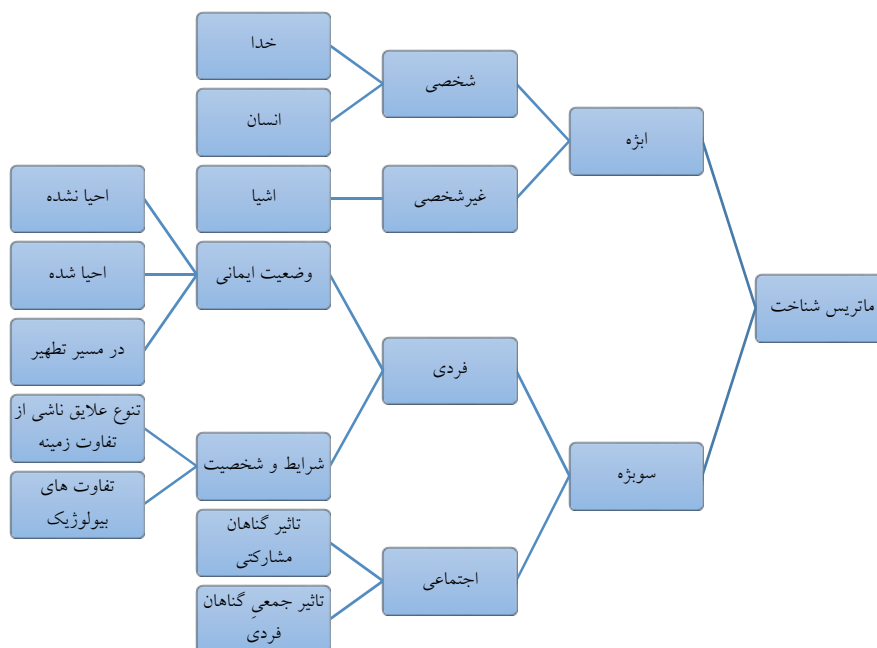 ماتریس شناخت
ابژه
شخصی
خدا
انسان
غیرشخصی
اشیا
سوبژه
فردی
وضعیت ایمانی
احیا نشده
احیا شده
در مسیر تطهیر
شرایط و شخصیت
تنوع علایق ناشی از
تفاوت زمینه
تفاوت های
بیولوژیک
اجتماعی
تاثیر گناهان
مشارکتی
تاثیر جمعیِ گناهان
فردی